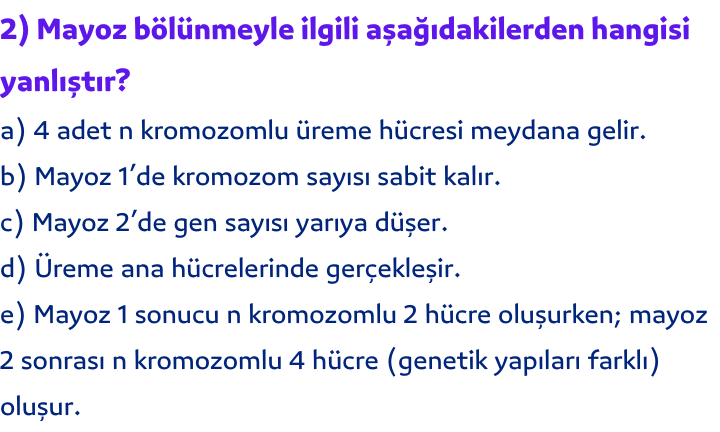 2) Mayoz bölünmeyle ilgili aşağıdakilerden hangisi
yanlıştır?
a) 4 adet n kromozomlu üreme hücresi meydana gelir.
b) Mayoz 1’de kromozom sayısı sabit kalır.
c) Mayoz 2’de gen sayısı yarıya düşer.
d) Üreme ana hücrelerinde gerçekleşir.
e) Mayoz 1 sonucu n kromozomlu 2 hücre oluşurken; mayoz
2 sonrası n kromozomlu 4 hücre (genetik yapıları farklı)
oluşur.